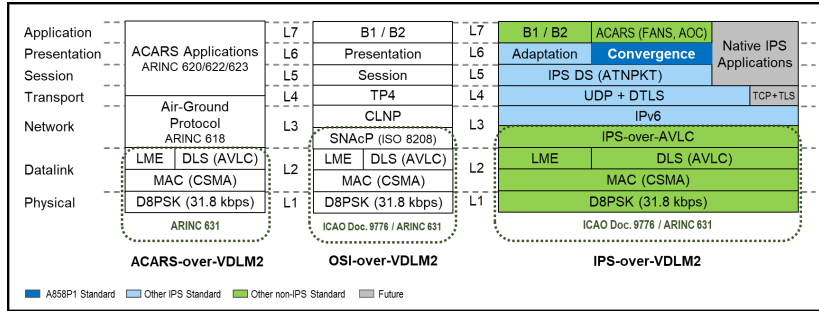 Application
Presentation
Session
Transport
Network
Datalink
Physical
ACARS Applications
ARINC 620/622/623
Air-Ground
Protocol
ARINC 618
LME DLS (AVLC)
MAC (CSMA)
D8PSK (31.8 kbps)
ARINC 631
ACARS-over-VDLM2
L7
L6
L5
L4
L3
L2
L1
B1 / B2
Presentation
Session
TP4
CLNP
SNAcP (ISO 8208)
LME DLS (AVLC)
MAC (CSMA)
D8PSK (31.8 kbps)
ICAO Doc. 9776 / ARINC 631
OSI-over-VDLM2
L7
L6
L5
L4
L3
L2
L1
B1 / B2 ACARS (FANS, AOC)
Adaptation Convergence
Native IPS
Applications
IPS DS (ATNPKT)
UDP + DTLS TCP+TLS
IPv6
IPS-over-AVLC
LME DLS (AVLC)
MAC (CSMA)
D8PSK (31.8 kbps)
ICAO Doc. 9776 / ARINC 631
IPS-over-VDLM2
A858P1 Standard Other IPS Standard Other non-IPS Standard Future